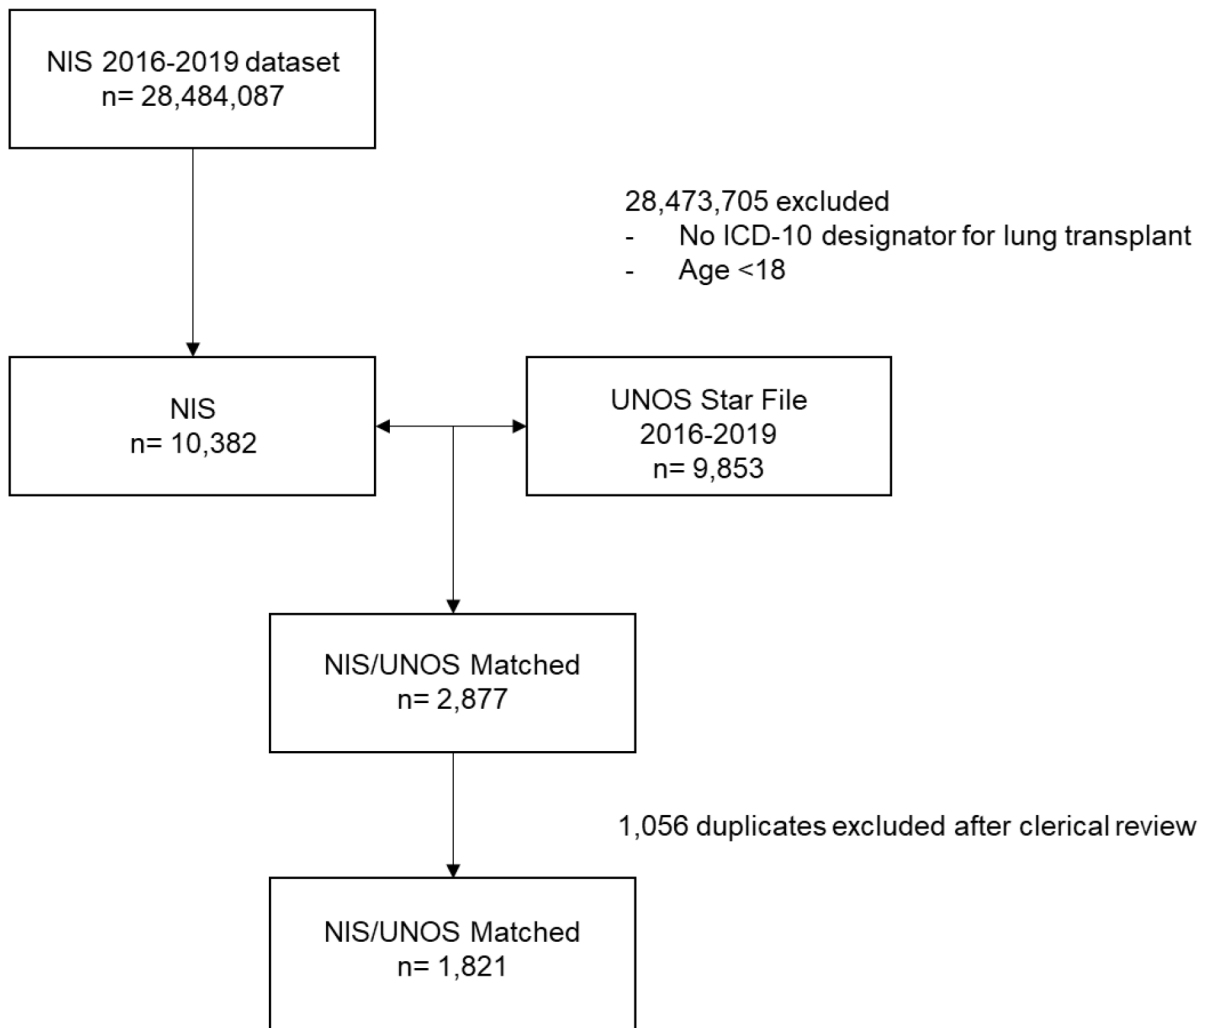 NIS 2016-2019 dataset
n= 28,484,087
28,473,705 excluded
- No ICD-10 designator for lung transplant
- Age <18
NIS
n= 10,382
UNOS Star File
2016-2019
n= 9,853
NIS/UNOS Matched
n= 2,877
1,056 duplicates excluded after clerical review
NIS/UNOS Matched
n= 1,821